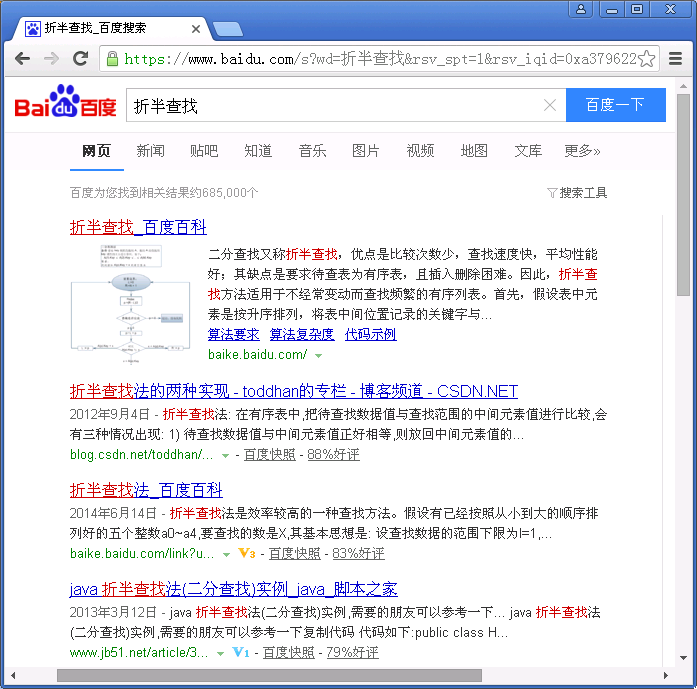 折半查找_百度搜索
https://www.baidu.com/s?wd=折半查找&rsv_spt=1&rsv_iqid=0xa379622
Bai du 百度
折半查找
百度一下
网页 新闻 贴吧 知道 音乐 图片 视频 地图 文库 更多»
百度为您找到相关结果约685,000个
搜索工具
折半查找_百度百科
二分查找又称折半查找，优点是比较次数少，查找速度快，平均性能
好；其缺点是要求待查表为有序表，且插入删除困难。因此，折半查
找方法适用于不经常变动而查找频繁的有序列表。首先，假设表中元
素是按升序排列，将表中间位置记录的关键字与...
算法要求 算法复杂度 代码示例
baike.baidu.com/
折半查找法的两种实现 - toddhan的专栏 - 博客频道 - CSDN.NET
2012年9月4日 - 折半查找法: 在有序表中,把待查找数据值与查找范围的中间元素值进行比较,会
有三种情况出现: 1) 待查找数据值与中间元素值正好相等,则放回中间元素值的...
blog.csdn.net/toddhan/... - 百度快照 - 88%好评
折半查找法_百度百科
2014年6月14日 - 折半查找法是效率较高的一种查找方法。假设有已经按照从小到大的顺序排
列好的五个整数a0~a4,要查找的数是X,其基本思想是: 设查找数据的范围下限为l=1,...
baike.baidu.com/link?u... V3 - 百度快照 - 83%好评
java 折半查找法(二分查找)实例_java_脚本之家
2013年3月12日 - java 折半查找法(二分查找)实例,需要的朋友可以参考一下... java 折半查找法
(二分查找)实例,需要的朋友可以参考一下复制代码 代码如下:public class H...
www.jb51.net/article/3... V1 - 百度快照 - 79%好评